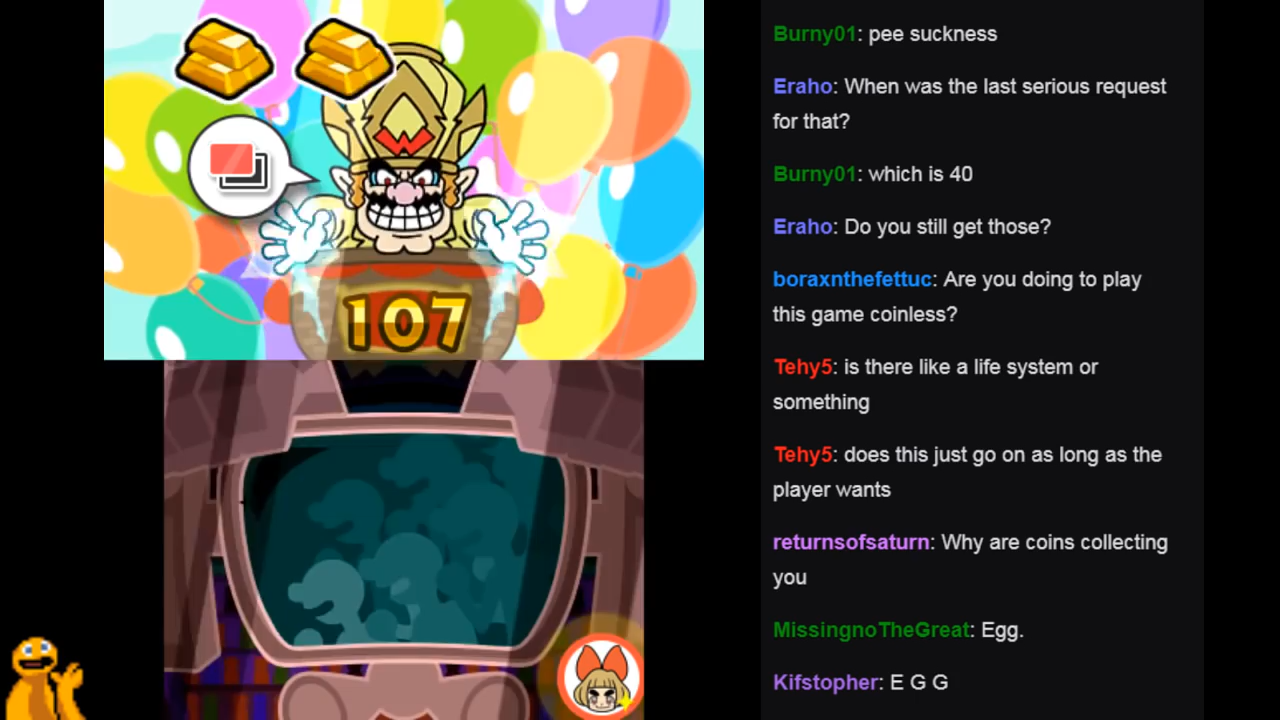 W
107
Burny01: pee suckness
Eraho: When was the last serious request
for that?
Burny01: which is 40
Eraho: Do you still get those?
boraxnthefettuc: Are you doing to play
this game coinless?
Tehy5: is there like a life system or
something
Tehy5: does this just go on as long as the
player wants
returnsofsaturn: Why are coins collecting
you
MissingnoTheGreat: Egg.
Kifstopher: E G G